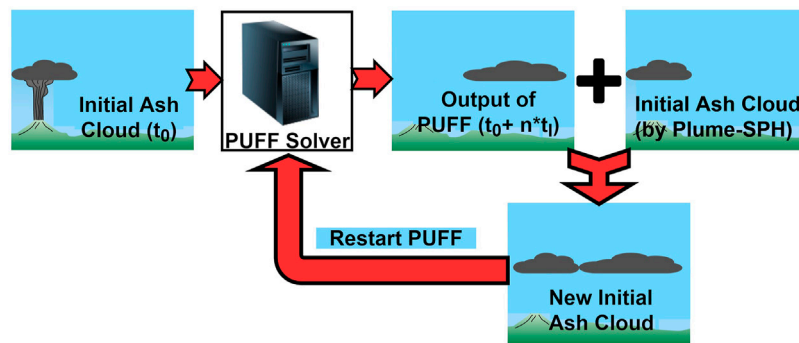 Initial Ash
Cloud (t0)
PUFF Solver
Output of
PUFF (t0+ n*tl)
Initial Ash Cloud
(by Plume-SPH)
Restart PUFF
New Initial
Ash Cloud